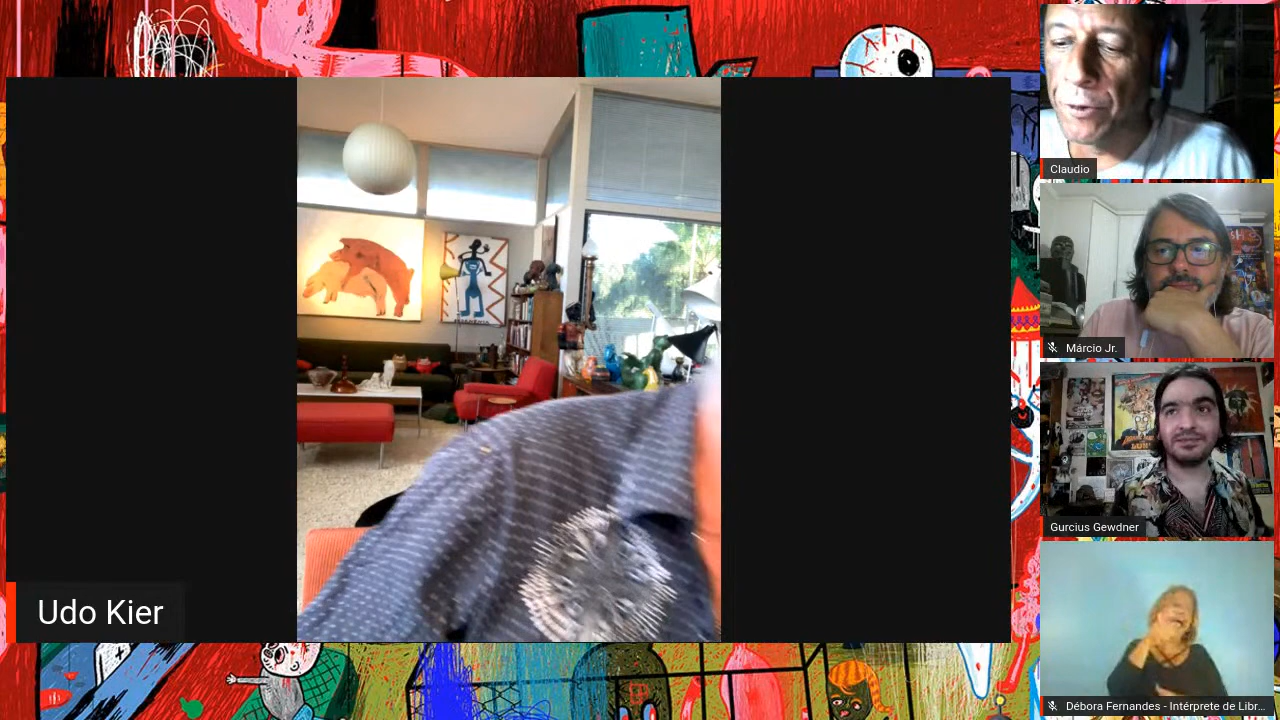 Udo Kier
Claudio
Márcio Jr.
Gurcius Gewdner
Débora Fernandes - Intérprete de Libr...